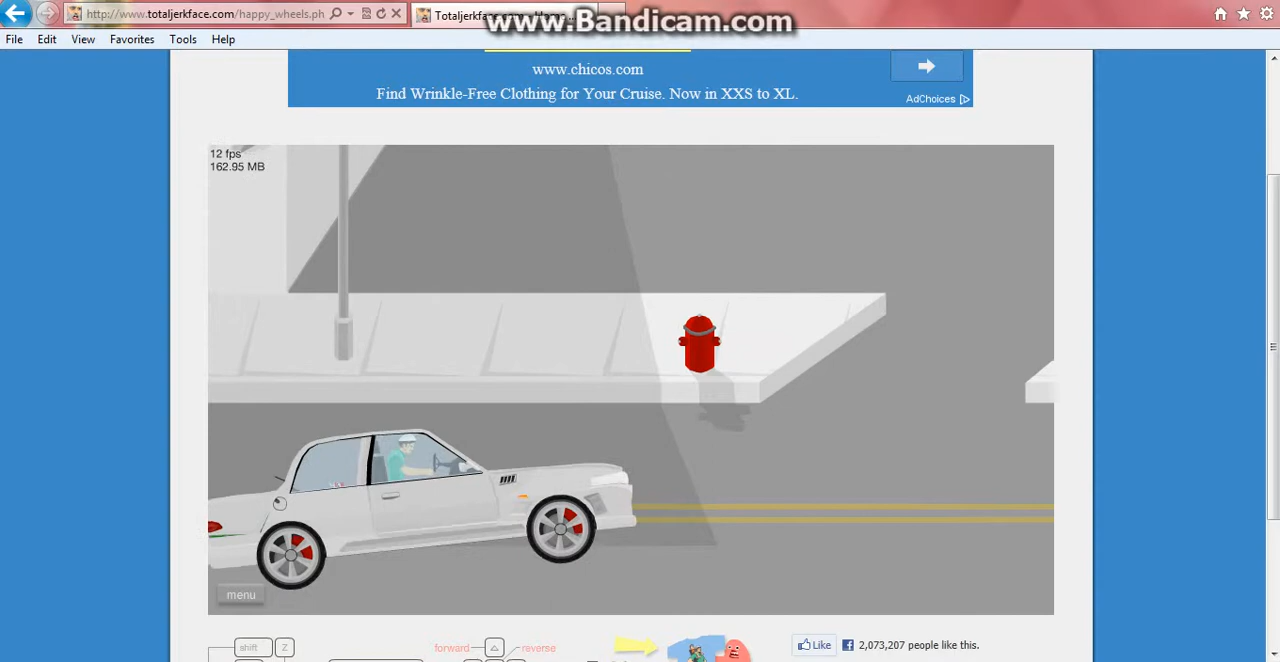 www.Bandicam.com
http://www.totaljerkface.com/happy_wheels.ph
File Edit View Favorites Tools Help
www.chicos.com
Find Wrinkle-Free Clothing for Your Cruise. Now in XXS to XL.
AdChoices
12 fps
162.95 MB
menu
shift Z
forward reverse
Like 2,073,207 people like this.